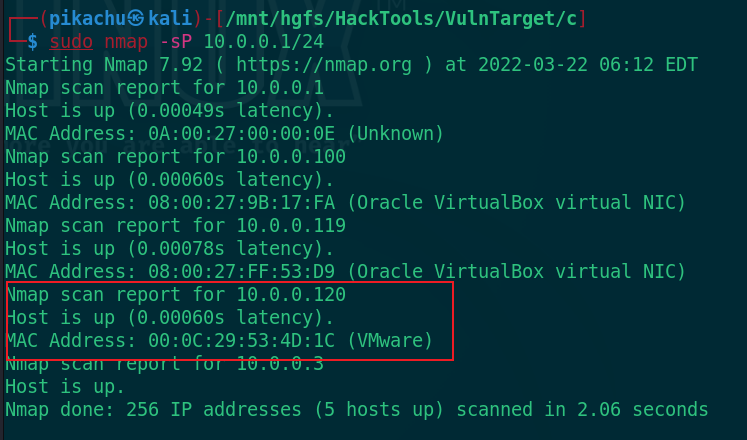 ┌──(pikachu㉿kali)-[/mnt/hgfs/HackTools/VulnTarget/c]
└─$ sudo nmap -sP 10.0.0.1/24
Starting Nmap 7.92 ( https://nmap.org ) at 2022-03-22 06:12 EDT
Nmap scan report for 10.0.0.1
Host is up (0.00049s latency).
MAC Address: 0A:00:27:00:00:0E (Unknown)
Nmap scan report for 10.0.0.100
Host is up (0.00060s latency).
MAC Address: 08:00:27:9B:17:FA (Oracle VirtualBox virtual NIC)
Nmap scan report for 10.0.0.119
Host is up (0.00078s latency).
MAC Address: 08:00:27:FF:53:D9 (Oracle VirtualBox virtual NIC)
Nmap scan report for 10.0.0.120
Host is up (0.00060s latency).
MAC Address: 00:0C:29:53:4D:1C (VMware)
Nmap scan report for 10.0.0.3
Host is up.
Nmap done: 256 IP addresses (5 hosts up) scanned in 2.06 seconds